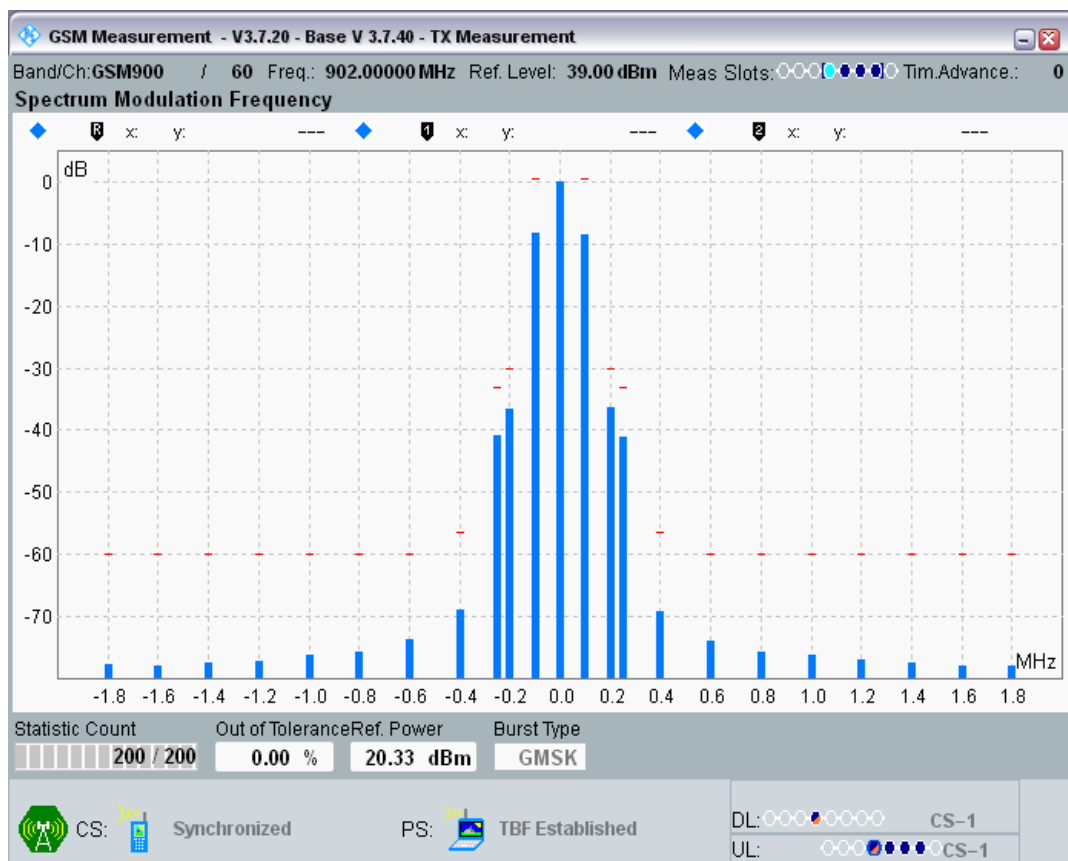 GSM Measurement - V3.7.20 - Base V 3.7.40 - TX Measurement
Band/Ch:GSM900 / 60 Freq.: 902.00000 MHz Ref. Level: 39.00 dBm Meas Slots: Tim.Advance.: 0
Spectrum Modulation Frequency
R x: y: --- 1 x: y: --- 2 x: y: ---
dB
0
-10
-20
-30
-40
-50
-60
-70
MHz
-1.8 -1.6 -1.4 -1.2 -1.0 -0.8 -0.6 -0.4 -0.2 0.0 0.2 0.4 0.6 0.8 1.0 1.2 1.4 1.6 1.8
Statistic Count Out of Tolerance Ref. Power Burst Type
200 / 200 0.00 % 20.33 dBm GMSK
CS: Synchronized PS: TBF Established
DL: CS-1
UL: CS-1